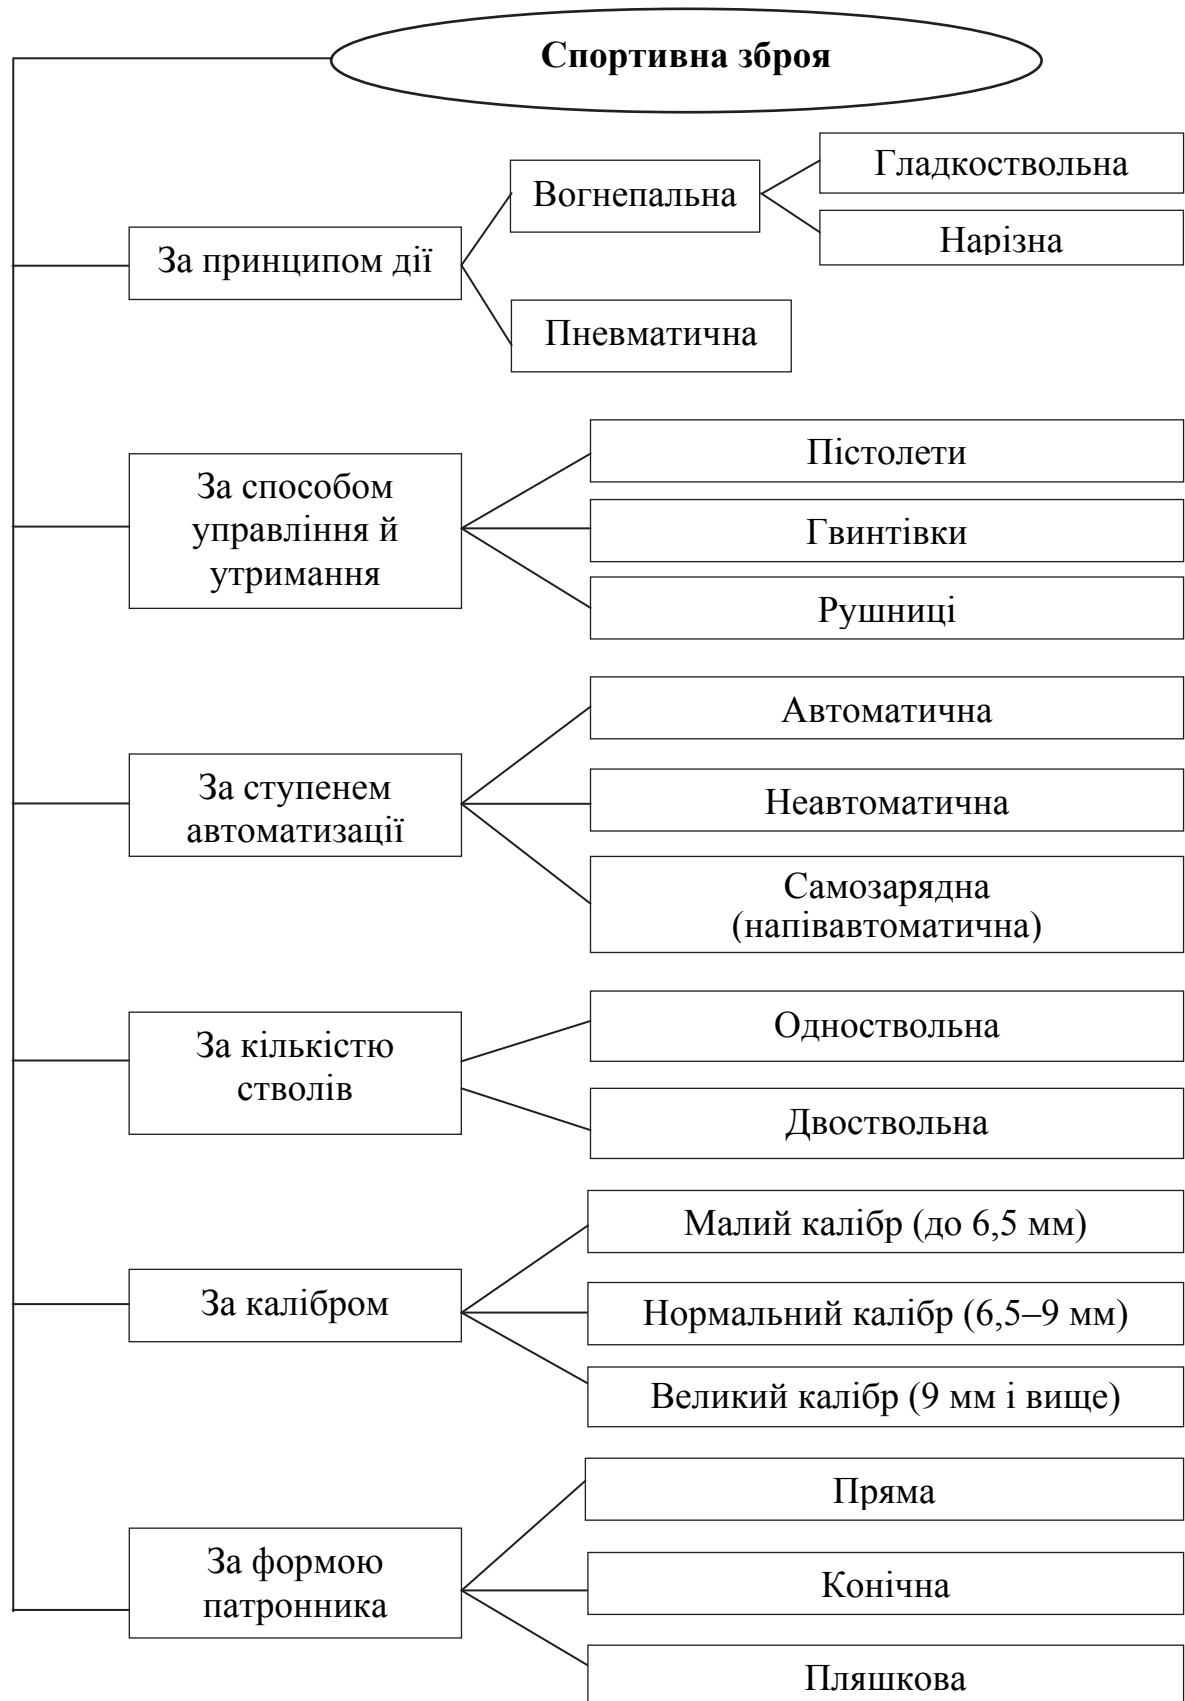 Спортивна зброя
Гладкоствольна
Вогнепальна
Нарізна
За принципом дії
Пневматична
Пістолети
За способом
управління й
утримання
Гвинтівки
Рушниці
Автоматична
За ступенем
автоматизації
Неавтоматична
Самозарядна
(напівавтоматична)
Одноствольна
За кількістю
стволів
Двоствольна
Малий калібр (до 6,5 мм)
За калібром
Нормальний калібр (6,5–9 мм)
Великий калібр (9 мм і вище)
Пряма
За формою
патронника
Конічна
Пляшкова